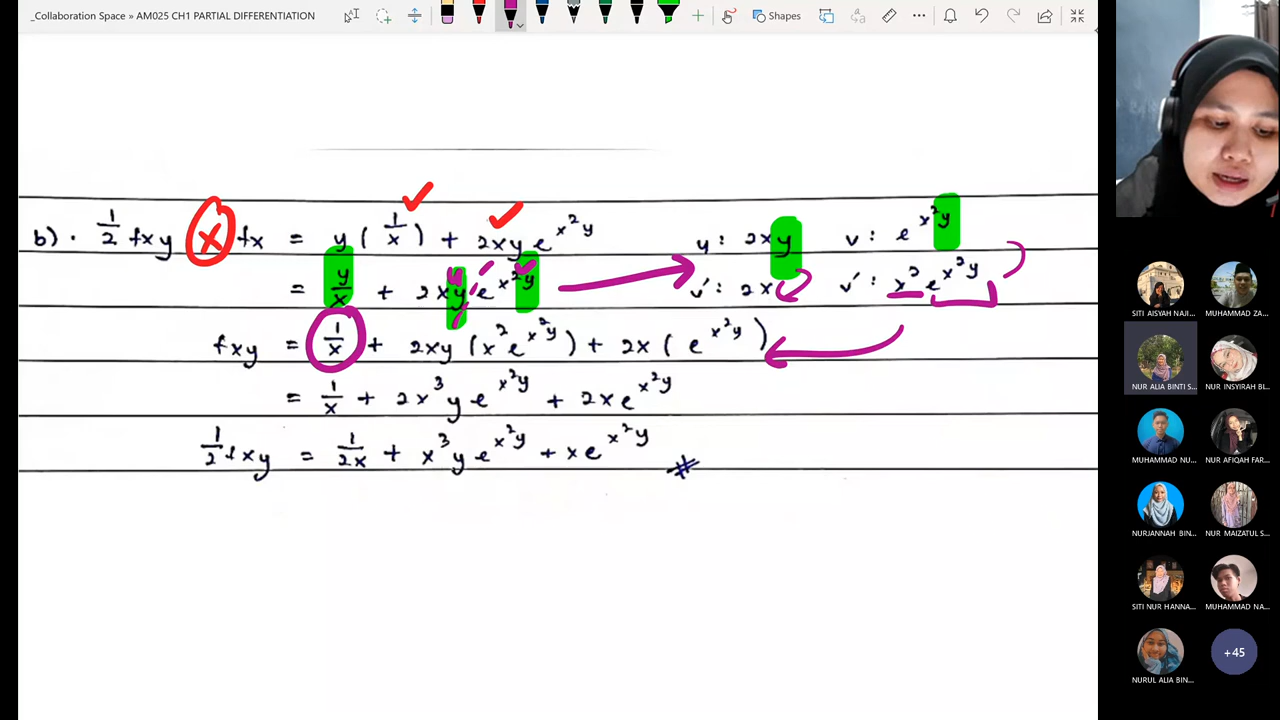 _Collaboration Space » AM025 CH1 PARTIAL DIFFERENTIATION
Shapes
b) · 1/2 fxy x fx = y ( 1/x ) + 2xy e^x²y
u : 2xy v : e^x²y
= y/x + 2xy e^x²y
u' : 2x v' : x² e^x²y
fxy = 1/x + 2xy (x² e^x²y) + 2x ( e^x²y )
= 1/x + 2x³ y e^x²y + 2x e^x²y
1/2 fxy = 1/2x + x³ y e^x²y + x e^x²y #
SITI AISYAH NAJI...
MUHAMMAD ZA...
NUR ALIA BINTI S...
NUR INSYIRAH BI...
MUHAMMAD NU...
NUR AFIQAH FAR...
NURJANNAH BIN...
NUR MAIZATUL S...
SITI NUR HANNA...
MUHAMMAD NA...
NURUL ALIA BIN...
+45